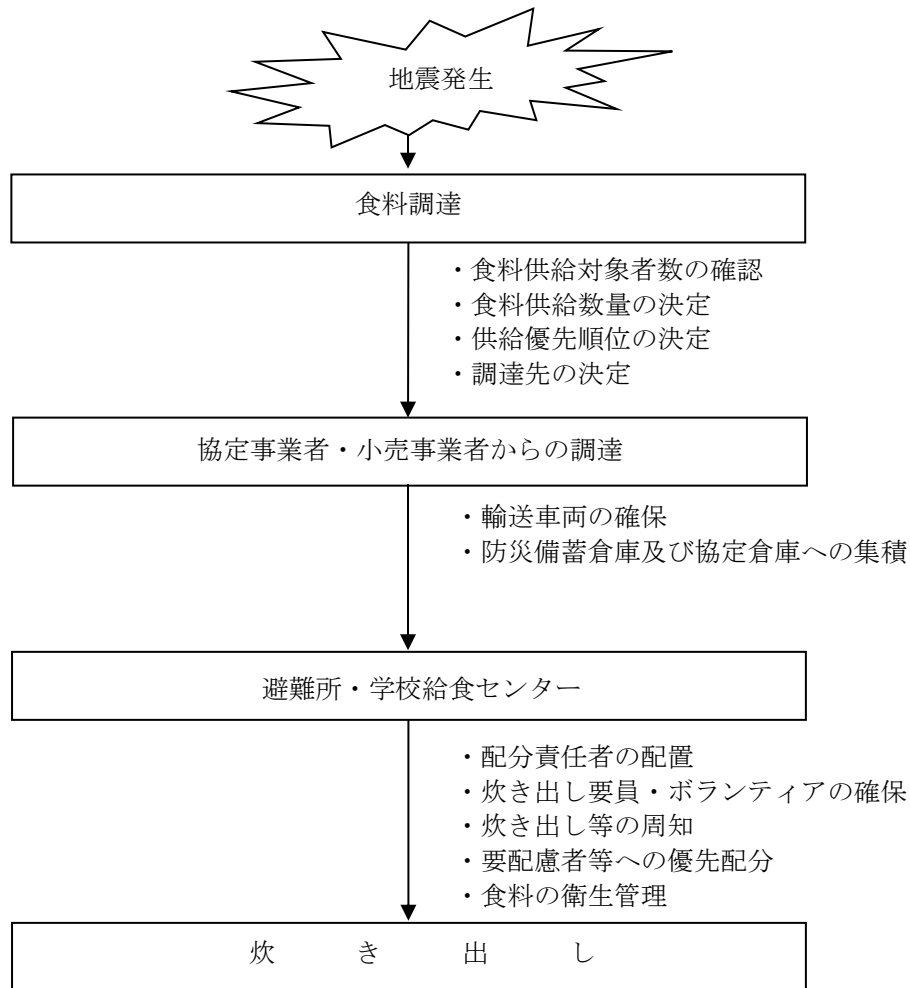 地震発生
食料調達
・食料供給対象者数の確認
・食料供給数量の決定
・供給優先順位の決定
・調達先の決定
協定事業者・小売事業者からの調達
・輸送車両の確保
・防災備蓄倉庫及び協定倉庫への集積
避難所・学校給食センター
・配分責任者の配置
・炊き出し要員・ボランティアの確保
・炊き出し等の周知
・要配慮者等への優先配分
・食料の衛生管理
炊き出し